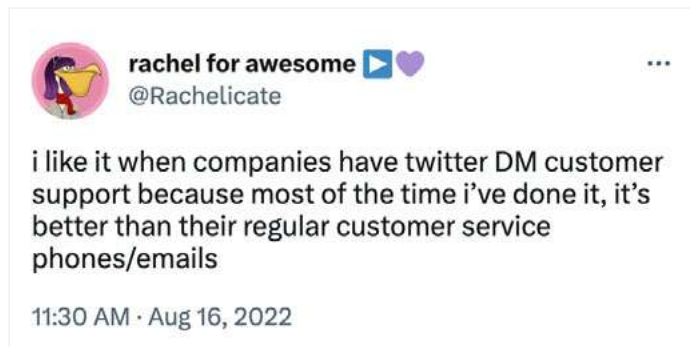 rachel for awesome ▶️💜
@Rachelicate
i like it when companies have twitter DM customer
support because most of the time i’ve done it, it’s
better than their regular customer service
phones/emails
11:30 AM · Aug 16, 2022